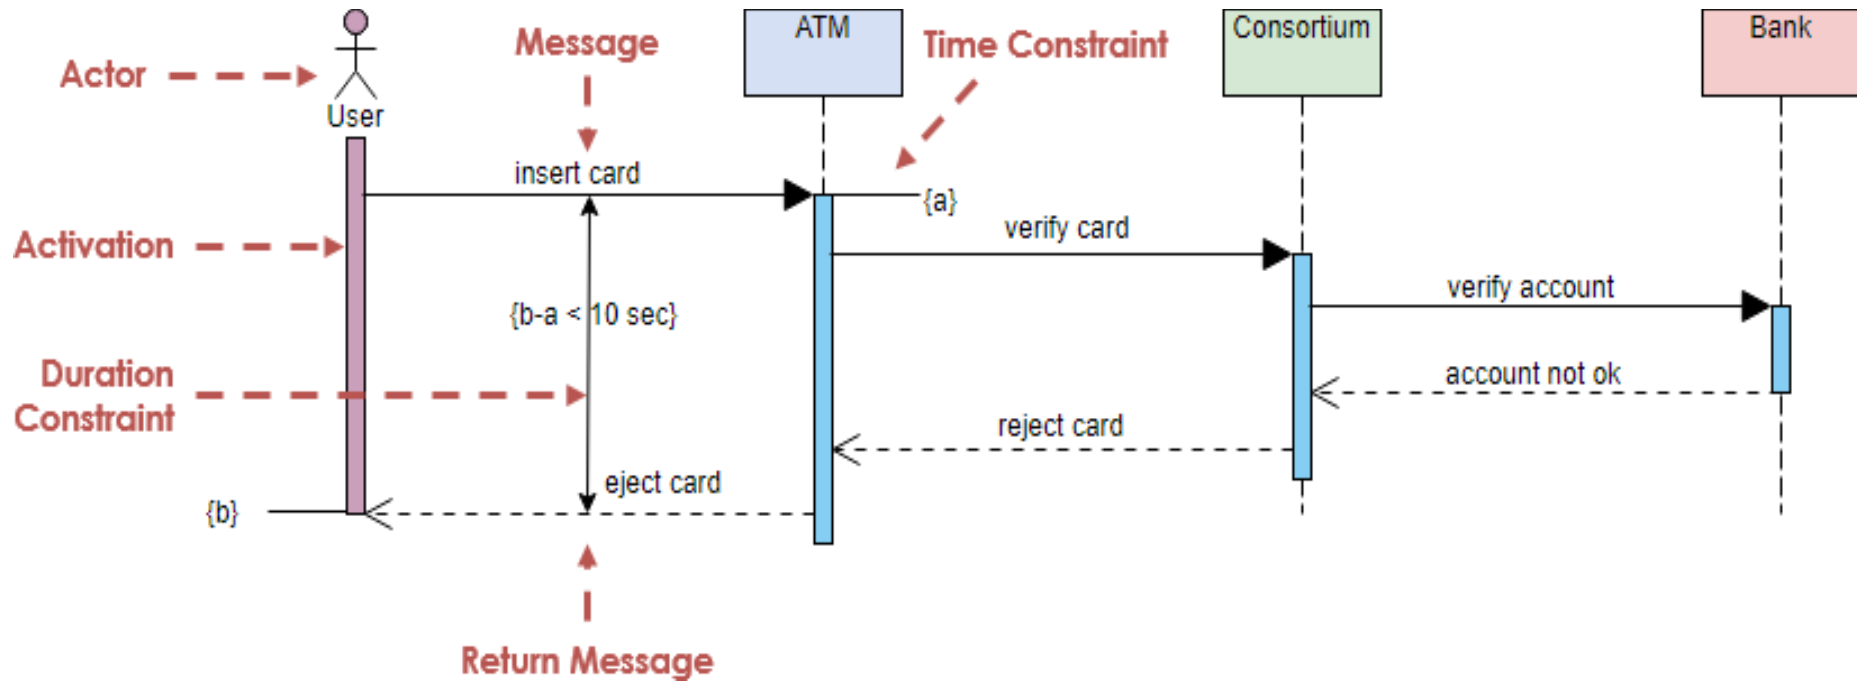 ATM
Consortium
Bank
Message
Time Constraint
Actor
User
insert card
{a}
verify card
Activation
verify account
{b-a < 10 sec}
Duration
Constraint
account not ok
reject card
eject card
{b}
Return Message